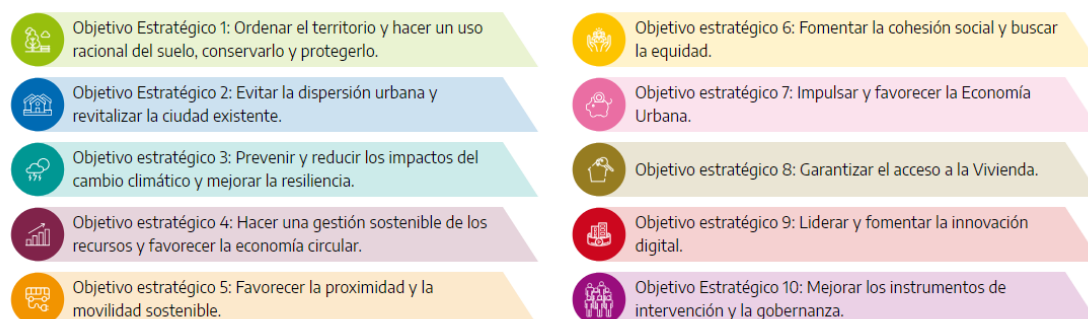 Objetivo Estratégico 1: Ordenar el territorio y hacer un uso
racional del suelo, conservarlo y protegerlo.
Objetivo Estratégico 2: Evitar la dispersión urbana y
revitalizar la ciudad existente.
Objetivo estratégico 3: Prevenir y reducir los impactos del
cambio climático y mejorar la resiliencia.
Objetivo estratégico 4: Hacer una gestión sostenible de los
recursos y favorecer la economía circular.
Objetivo estratégico 5: Favorecer la proximidad y la
movilidad sostenible.
Objetivo estratégico 6: Fomentar la cohesión social y buscar
la equidad.
Objetivo estratégico 7: Impulsar y favorecer la Economía
Urbana.
Objetivo estratégico 8: Garantizar el acceso a la Vivienda.
Objetivo estratégico 9: Liderar y fomentar la innovación
digital.
Objetivo Estratégico 10: Mejorar los instrumentos de
intervención y la gobernanza.